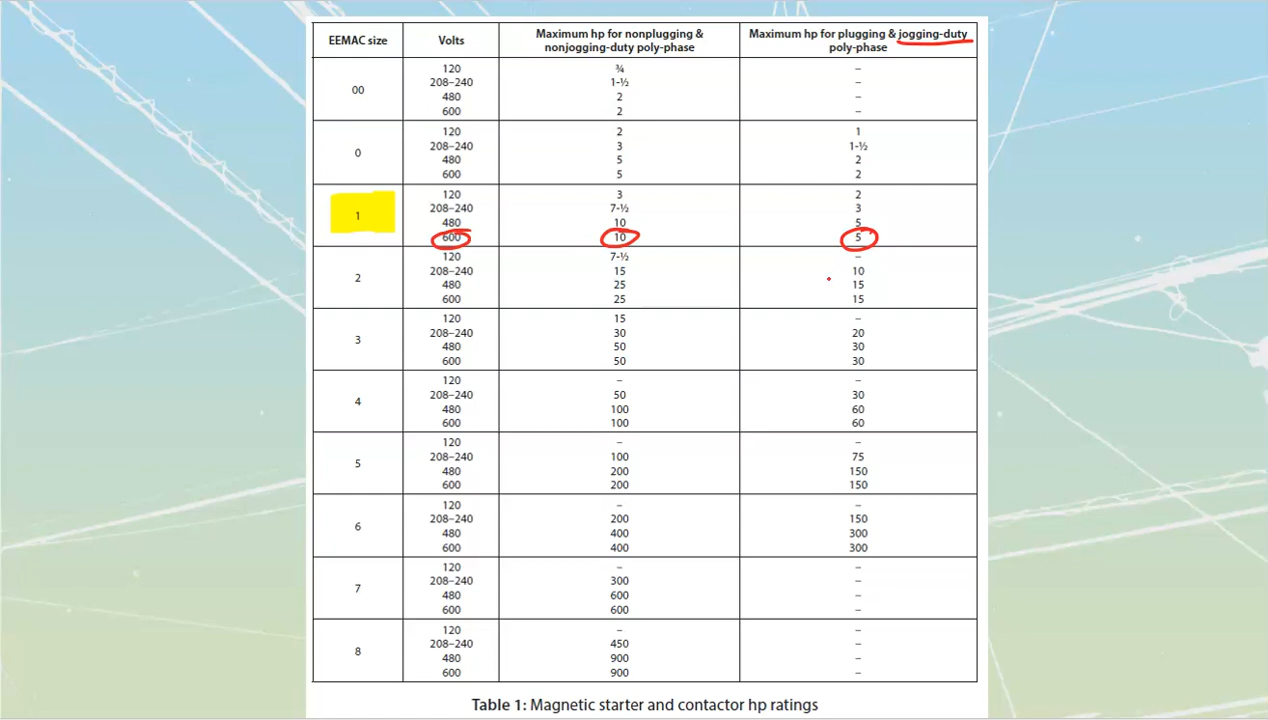 EEMAC size Volts Maximum hp for nonplugging & nonjogging-duty poly-phase Maximum hp for plugging & jogging-duty poly-phase
00
120 ¾ –
208–240 1-½ –
480 2 –
600 2 –
0
120 2 1
208–240 3 1-½
480 5 2
600 5 2
1
120 3 2
208–240 7-½ 3
480 10 5
600 10 5
2
120 7-½ –
208–240 15 10
480 25 15
600 25 15
3
120 15 –
208–240 30 20
480 50 30
600 50 30
4
120 – –
208–240 50 30
480 100 60
600 100 60
5
120 – –
208–240 100 75
480 200 150
600 200 150
6
120 – –
208–240 200 150
480 400 300
600 400 300
7
120 – –
208–240 300 –
480 600 –
600 600 –
8
120 – –
208–240 450 –
480 900 –
600 900 –
Table 1: Magnetic starter and contactor hp ratings